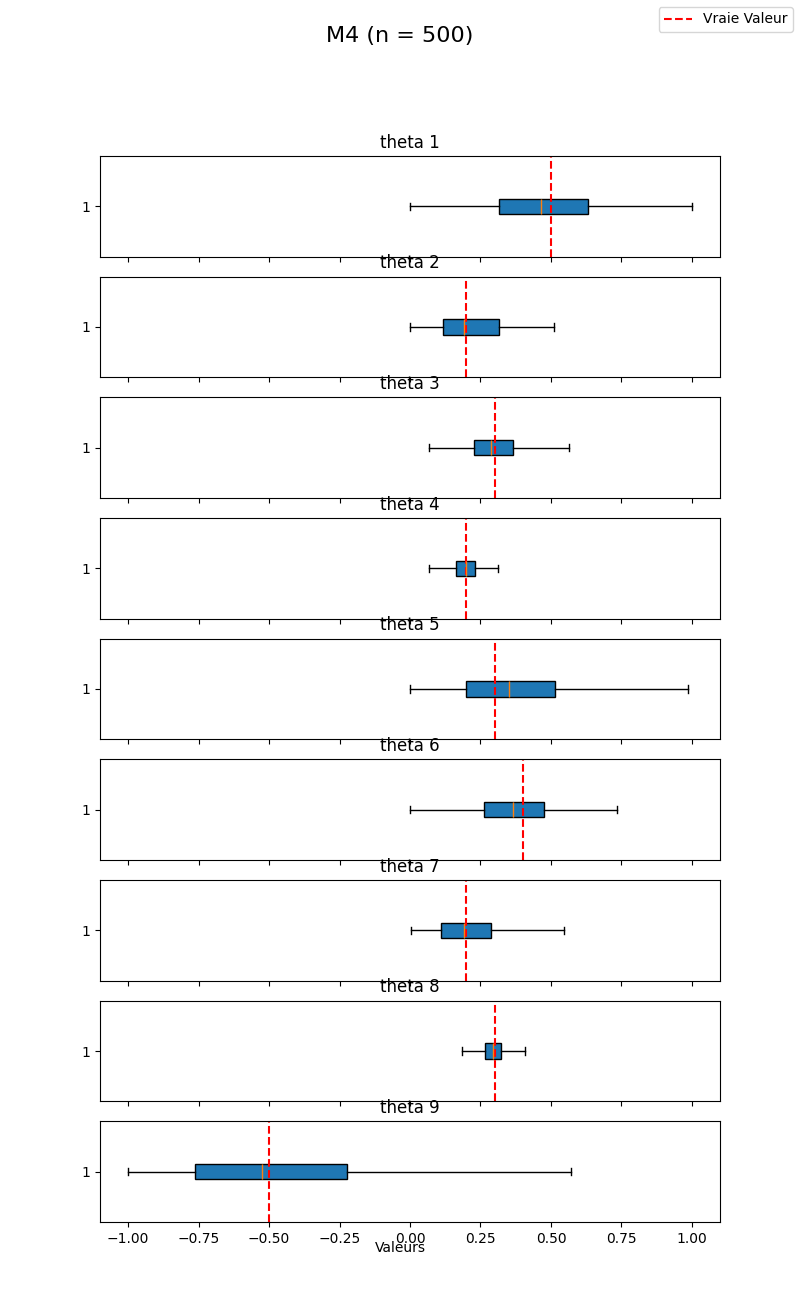 Vraie Valeur
M4 (n = 500)
theta 1
1
theta 2
1
theta 3
1
theta 4
1
theta 5
1
theta 6
1
theta 7
1
theta 8
1
theta 9
1
−1.00 −0.75 −0.50 −0.25 0.00 0.25 0.50 0.75 1.00
Valeurs